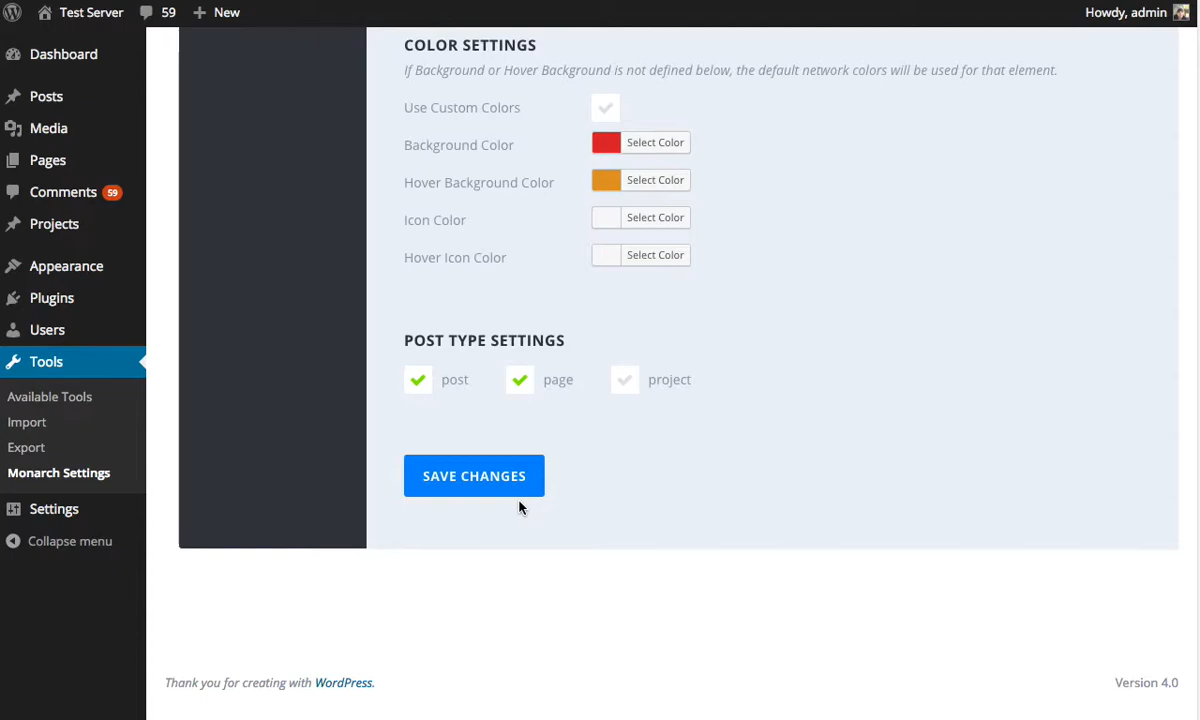 Test Server 59 New Howdy, admin
Dashboard
Posts
Media
Pages
Comments 59
Projects
Appearance
Plugins
Users
Tools
Available Tools
Import
Export
Monarch Settings
Settings
Collapse menu
COLOR SETTINGS
If Background or Hover Background is not defined below, the default network colors will be used for that element.
Use Custom Colors
Background Color Select Color
Hover Background Color Select Color
Icon Color Select Color
Hover Icon Color Select Color
POST TYPE SETTINGS
post page project
SAVE CHANGES
Thank you for creating with WordPress. Version 4.0